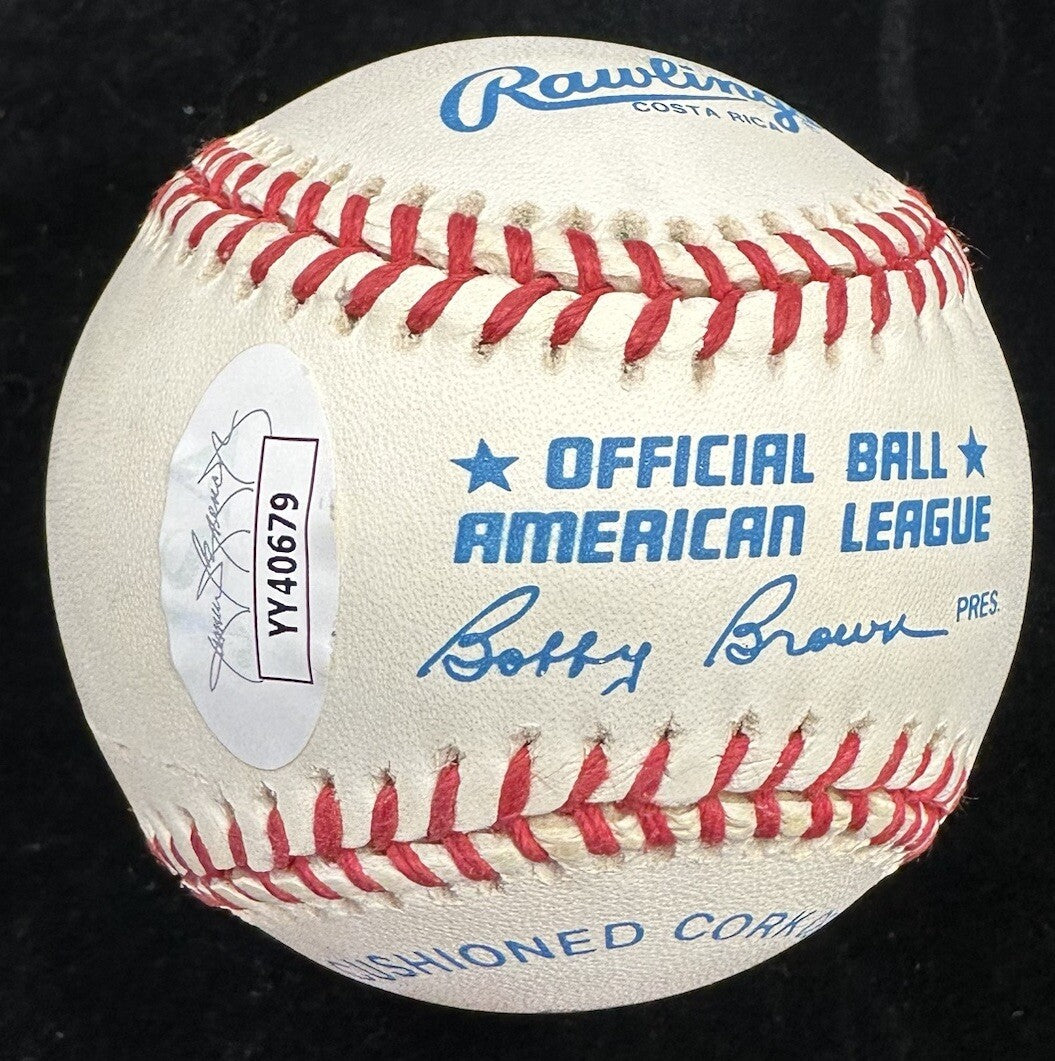 Rawlings
COSTA RICA
★ OFFICIAL BALL ★
AMERICAN LEAGUE
Bobby Brown PRES.
CUSHIONED CORK
YY40679